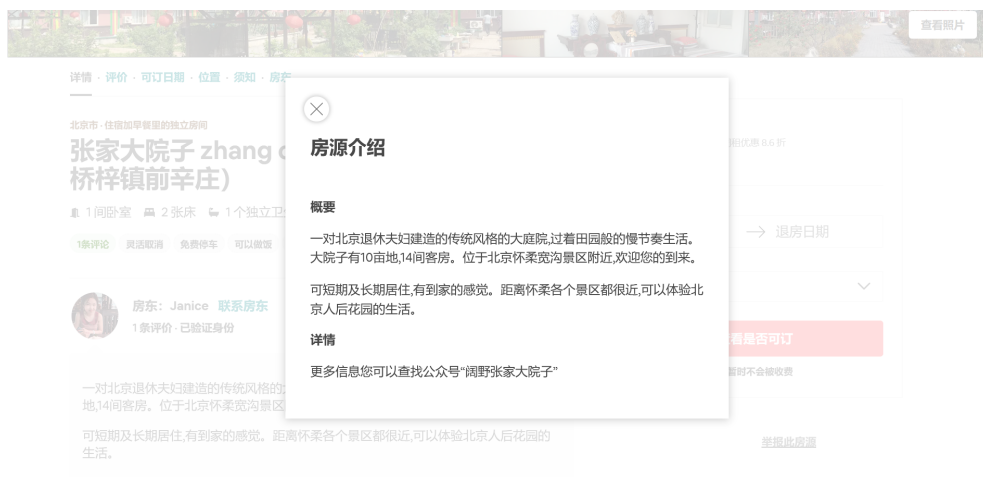 查看照片
详情 · 评价 · 可订日期 · 位置 · 须知 · 房东
北京市 · 住宿加早餐里的独立房间
张家大院子 zhang
桥梓镇前辛庄）
1 间卧室 2 张床 1 个独立卫
1条评论 灵活取消 免费停车 可以做饭
房东：Janice 联系房东
1 条评价 · 已验证身份
一对北京退休夫妇建造的传统风格的
地,14间客房。位于北京怀柔宽沟景区
可短期及长期居住,有到家的感觉。距离怀柔各个景区都很近,可以体验北京人后花园的
生活。
房源介绍
概要
一对北京退休夫妇建造的传统风格的大庭院,过着田园般的慢节奏生活。
大院子有10亩地,14间客房。位于北京怀柔宽沟景区附近,欢迎您的到来。
可短期及长期居住,有到家的感觉。距离怀柔各个景区都很近,可以体验北
京人后花园的生活。
详情
更多信息您可以查找公众号“阔野张家大院子”
优惠 8.6 折
→ 退房日期
看是否可订
暂时不会被收费
举报此房源